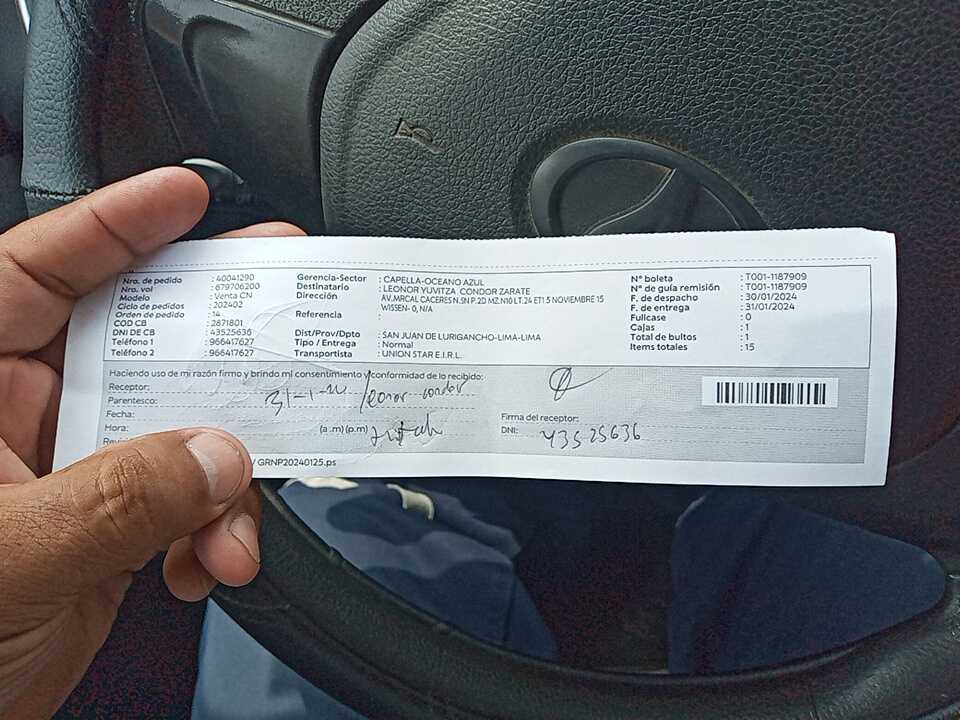 Nro. de pedido : 40041290
Nro. vol : 679706200
Modelo : Venta CN
Ciclo de pedidos : 202402
Orden de pedido : 14
COD CB : 2871801
DNI DE CB : 43525636
Teléfono 1 : 966417627
Teléfono 2 : 966417627
Gerencia-Sector : CAPELLA-OCEANO AZUL
Destinatario : LEONOR YUVITZA CONDOR ZARATE
Dirección : AV.MRCAL CACERES N.SN P.2D MZ.N10 LT.24 ET1 5 NOVIEMBRE 15
WISSEN- 0, N/A
Referencia :
Dist/Prov/Dpto : SAN JUAN DE LURIGANCHO-LIMA-LIMA
Tipo / Entrega : Normal
Transportista : UNION STAR E.I.R.L.
N° boleta : T001-1187909
N° de guía remisión : T001-1187909
F. de despacho : 30/01/2024
F. de entrega : 31/01/2024
Fullcase : 0
Cajas : 1
Total de bultos : 1
Items totales : 15
Haciendo uso de mi razón firmo y brindo mi consentimiento y conformidad de lo recibido:
Receptor: 31-1- leonor condor
Parentesco:
Fecha:
Hora: (a.m)(p.m)
Firma del receptor:
DNI: 43525636
/ GRNP20240125.ps